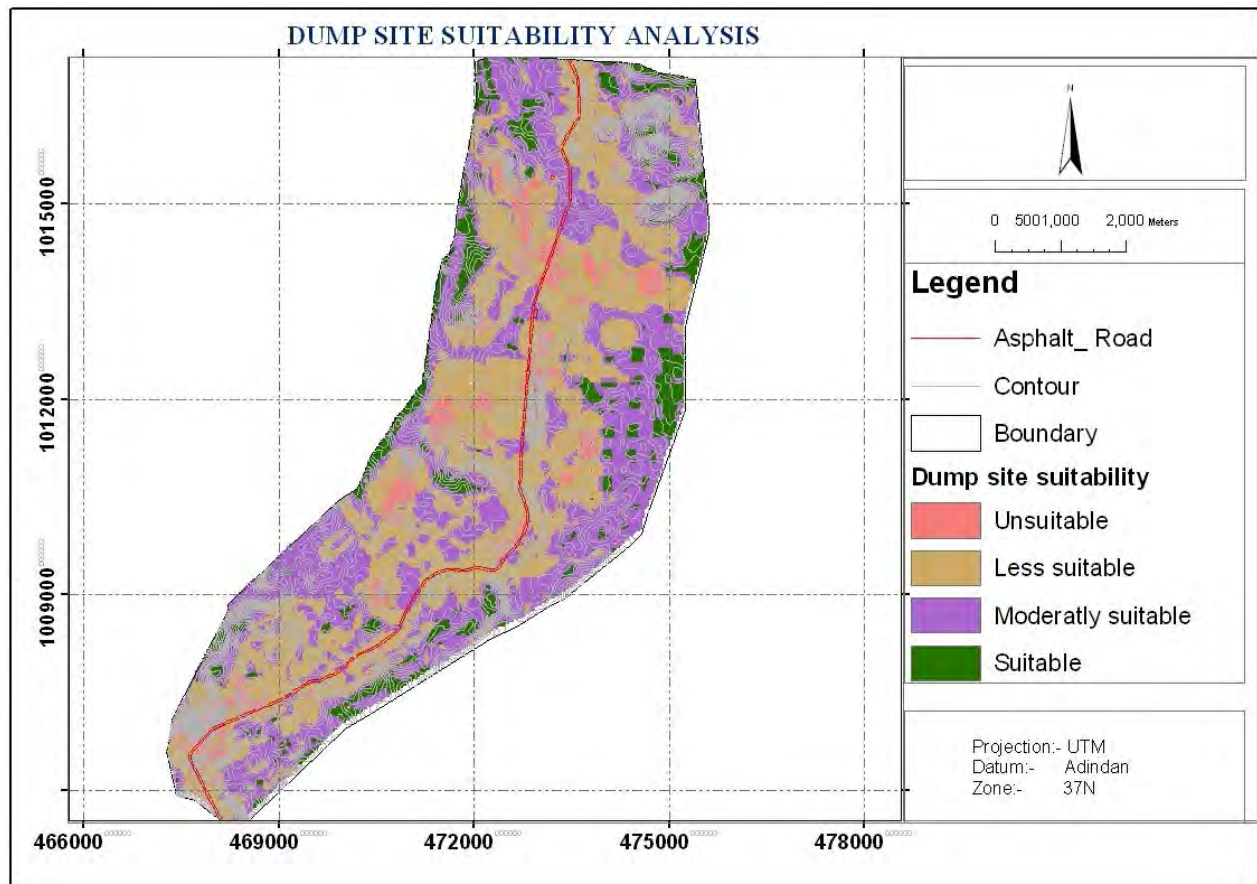 DUMP SITE SUITABILITY ANALYSIS
N
0 5001,000 2,000 Meters
Legend
Asphalt_ Road
Contour
Boundary
Dump site suitability
Unsuitable
Less suitable
Moderatly suitable
Suitable
Projection:- UTM
Datum:- Adindan
Zone:- 37N
1015000
1012000
1009000
466000 469000 472000 475000 478000